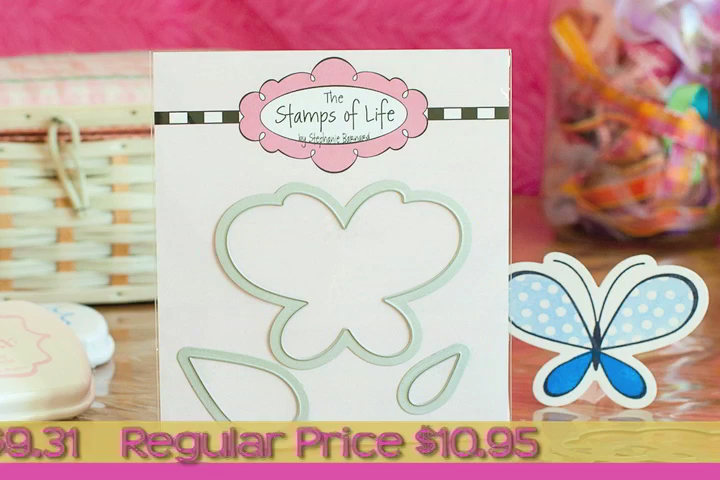 The
Stamps of Life
by Stephanie Barnard
$9.31 Regular Price $10.95